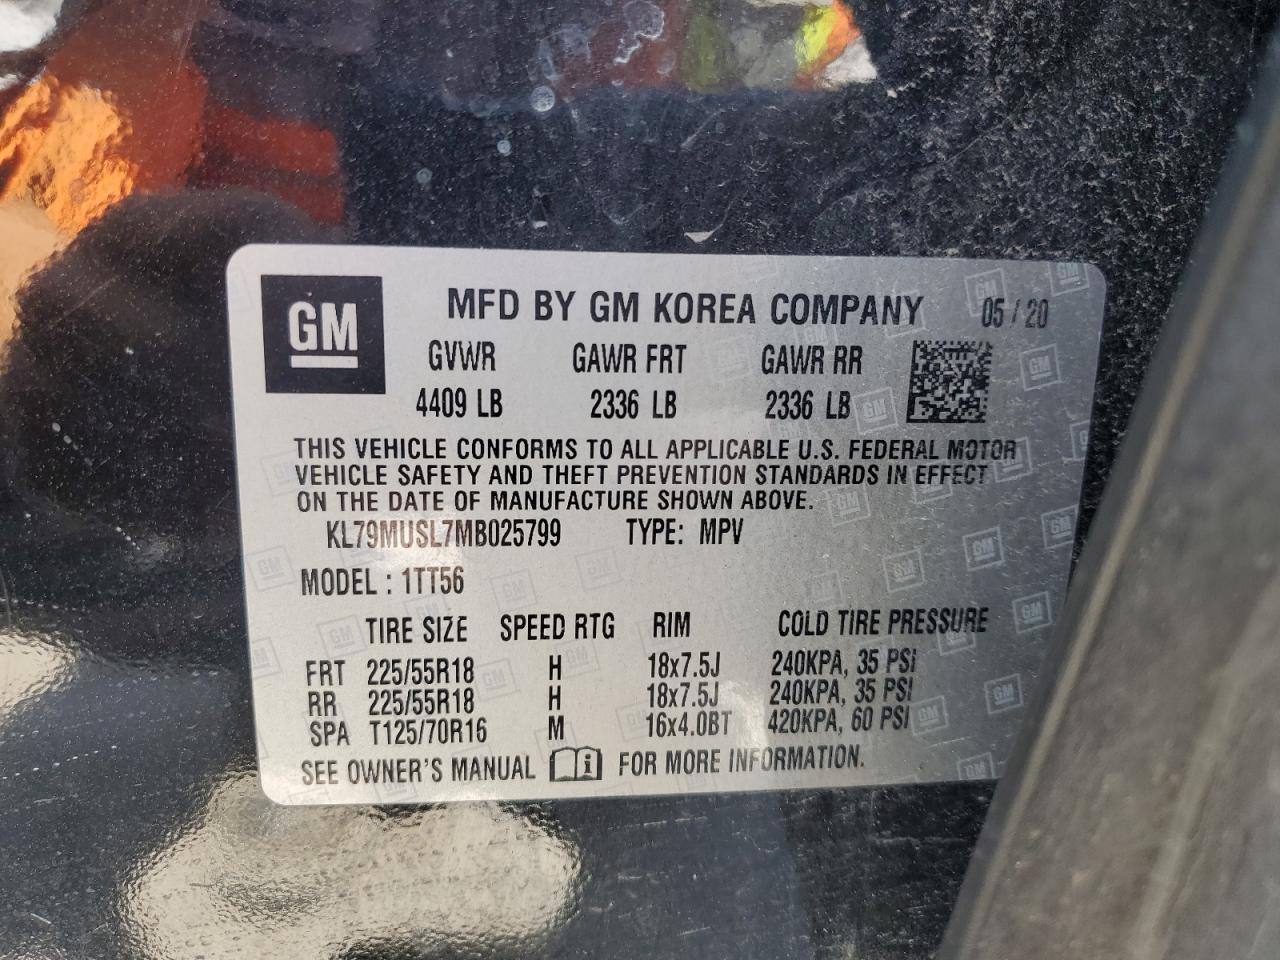 GM MFD BY GM KOREA COMPANY 05 / 20
GVWR GAWR FRT GAWR RR
4409 LB 2336 LB 2336 LB
THIS VEHICLE CONFORMS TO ALL APPLICABLE U.S. FEDERAL MOTOR
VEHICLE SAFETY AND THEFT PREVENTION STANDARDS IN EFFECT
ON THE DATE OF MANUFACTURE SHOWN ABOVE.
KL79MUSL7MB025799 TYPE: MPV
MODEL : 1TT56
TIRE SIZE SPEED RTG RIM COLD TIRE PRESSURE
FRT 225/55R18 H 18x7.5J 240KPA, 35 PSI
RR 225/55R18 H 18x7.5J 240KPA, 35 PSI
SPA T125/70R16 M 16x4.0BT 420KPA, 60 PSI
SEE OWNER'S MANUAL i FOR MORE INFORMATION.